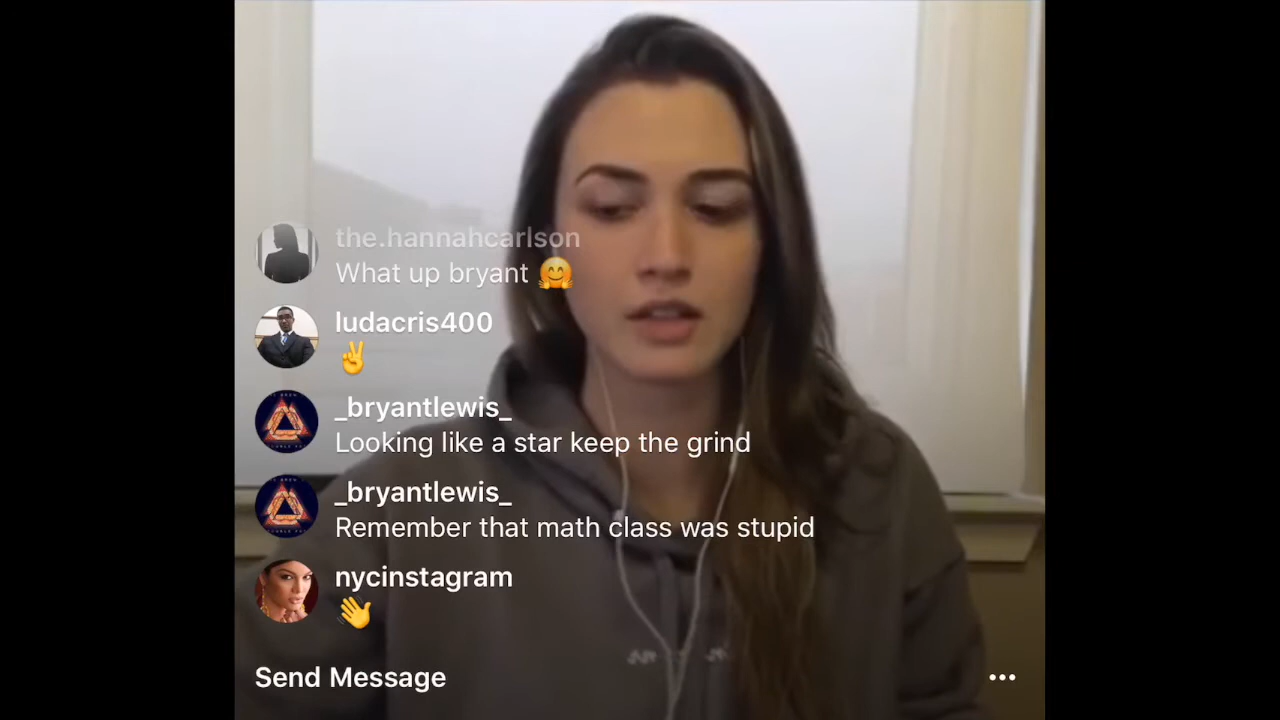 the.hannahcarlson
What up bryant 🤗
ludacris400
✌️
_bryantlewis_
Looking like a star keep the grind
_bryantlewis_
Remember that math class was stupid
nycinstagram
👋
Send Message